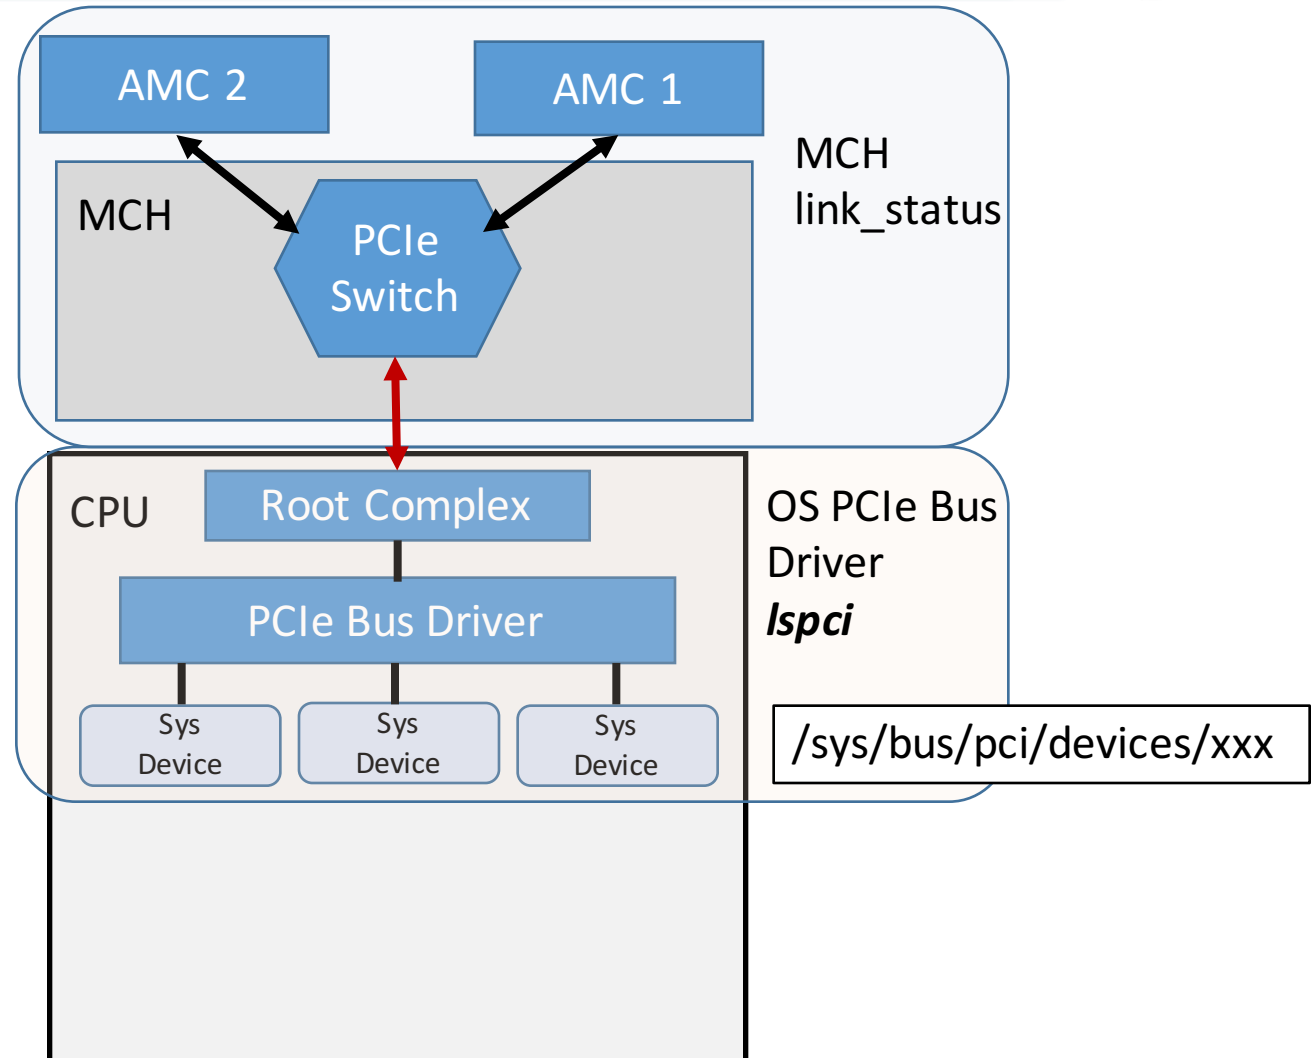 AMC 2
AMC 1
MCH
link_status
MCH
PCIe
Switch
CPU
Root Complex
OS PCIe Bus
Driver
lspci
PCIe Bus Driver
Sys
Device
Sys
Device
Sys
Device
/sys/bus/pci/devices/xxx